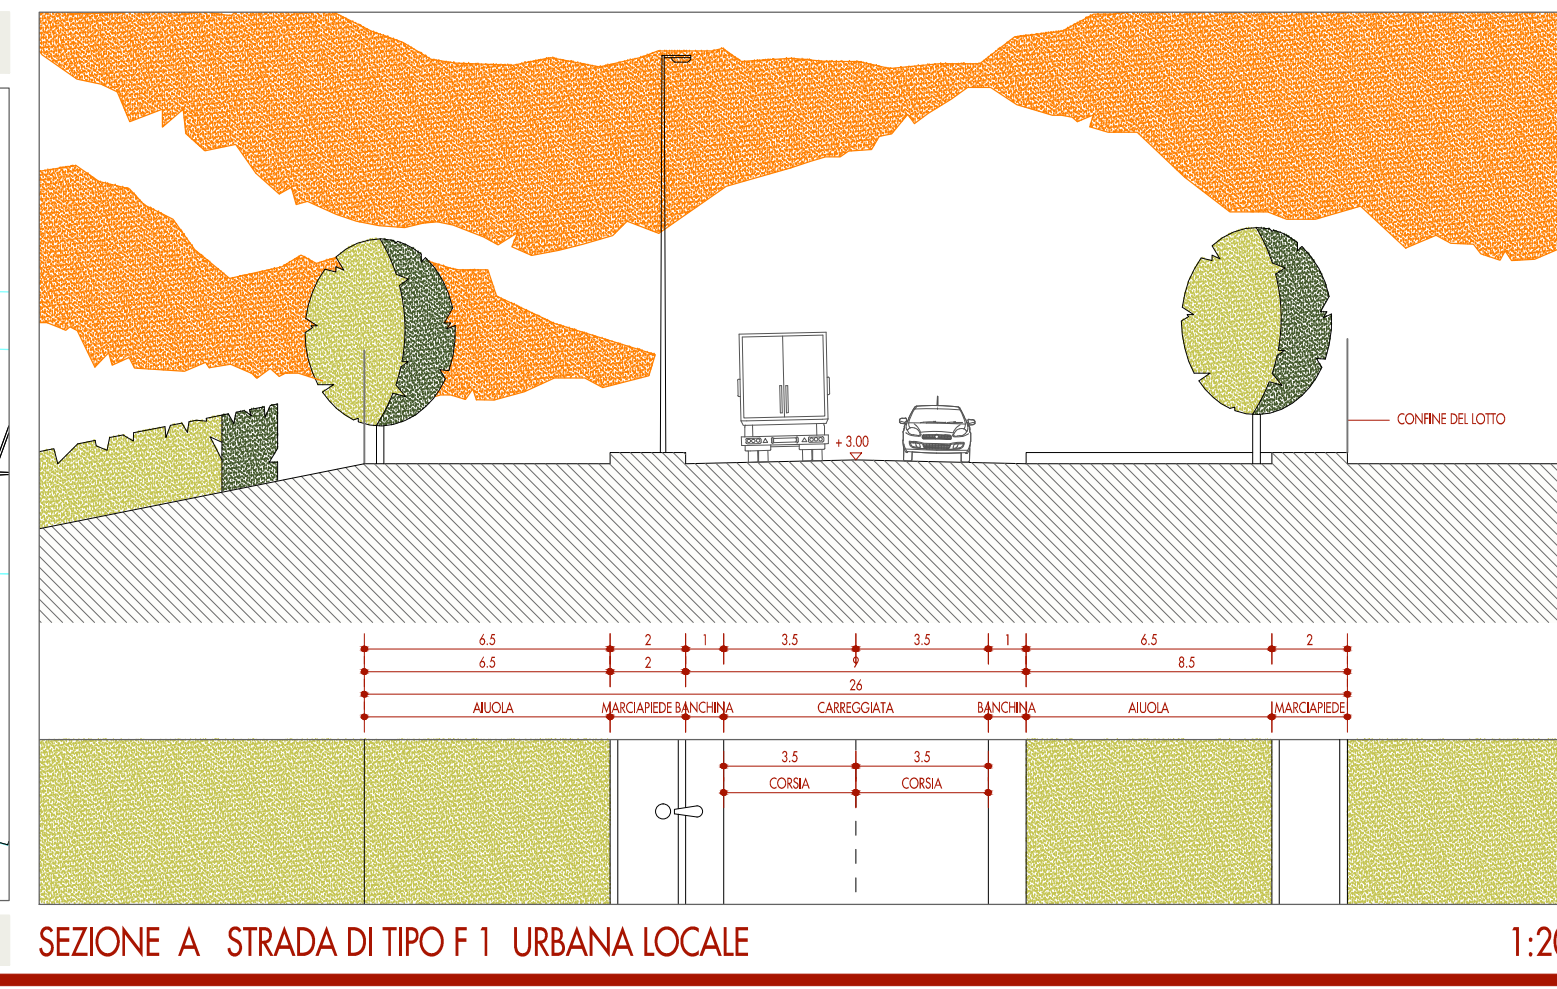 + 3.00
CONFINE DEL LOTTO
6.5 2 1 3.5 3.5 1 6.5 2
6.5 2 9 8.5
26
AIUOLA MARCIAPIEDE BANCHINA CARREGGIATA BANCHINA AIUOLA MARCIAPIEDE
3.5 3.5
CORSIA CORSIA
SEZIONE A STRADA DI TIPO F 1 URBANA LOCALE